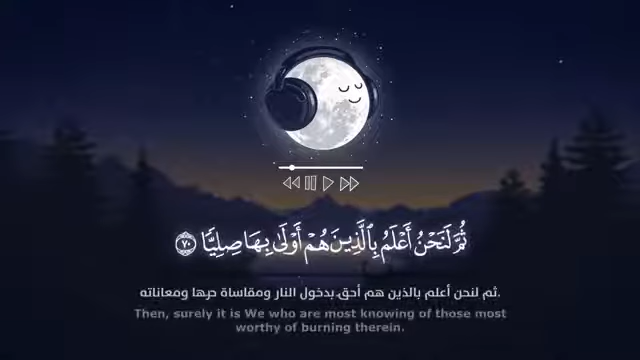 ثُمَّ لَنَحْنُ أَعْلَمُ بِالَّذِينَ هُمْ أَوْلَىٰ بِهَا صِلِيًّا ٧٠
ثم لنحن أعلم بالذين هم أحق بدخول النار ومقاساة حرها ومعاناته.
Then, surely it is We who are most knowing of those most
worthy of burning therein.